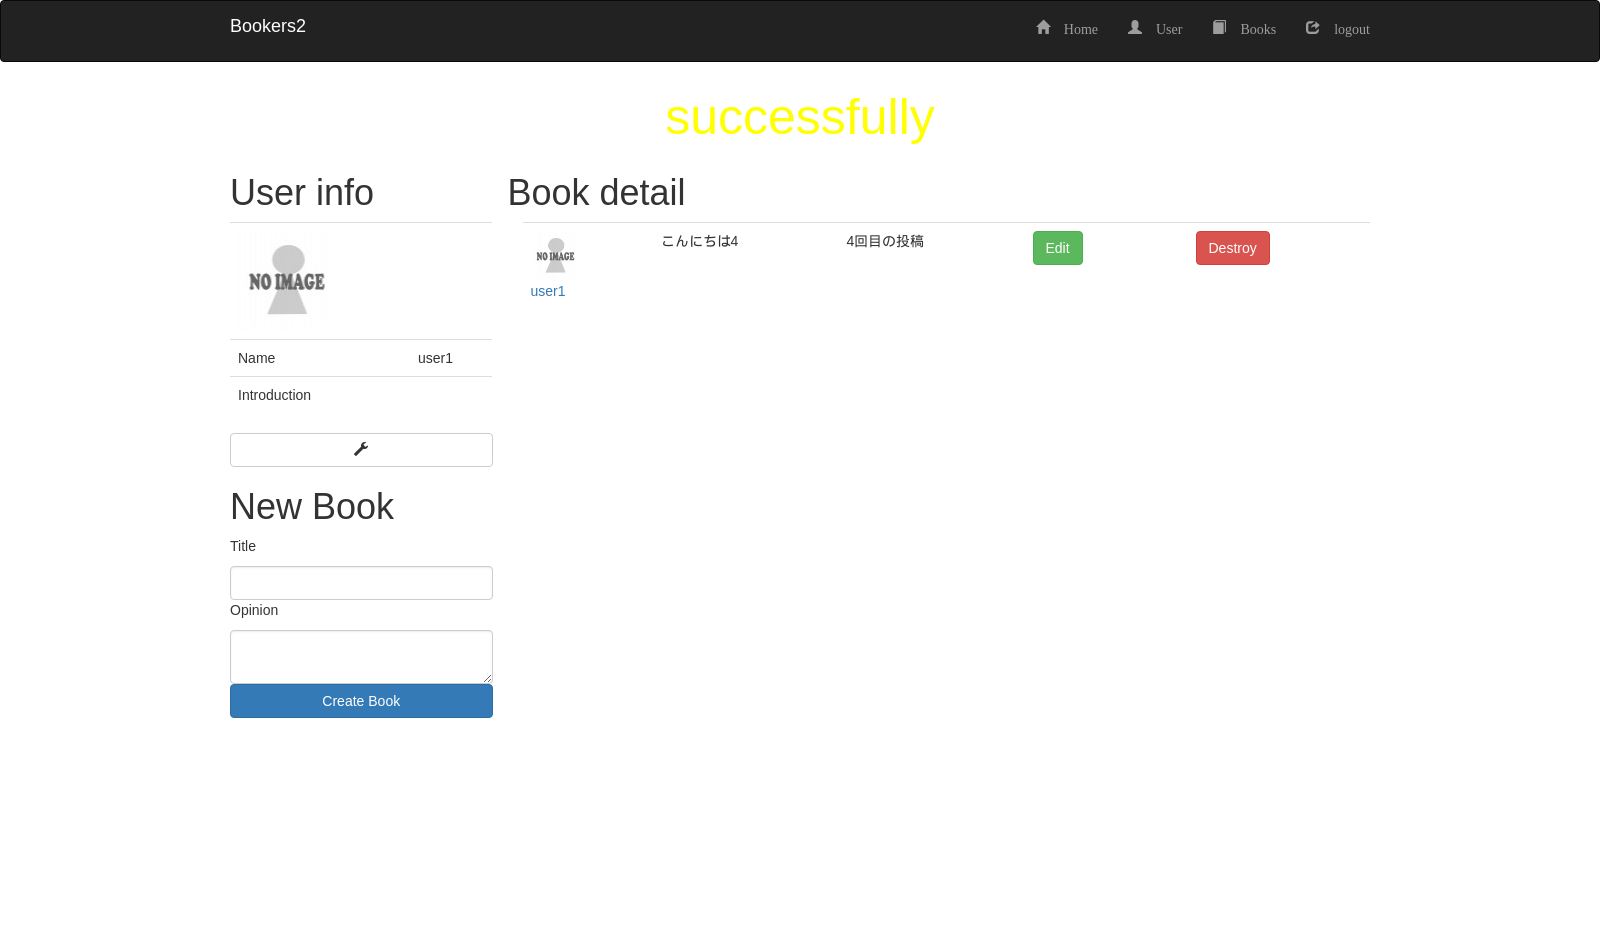 Bookers2
Home User Books logout
successfully
User info
NO IMAGE
Name user1
Introduction
New Book
Title
Opinion
Create Book
Book detail
NO IMAGE
user1
こんにちは4 4回目の投稿 Edit Destroy